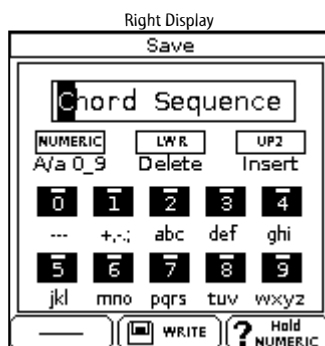 Right Display
Save
Chord Sequence
NUMERIC LWR UP2
A/a 0_9 Delete Insert
0 1 2 3 4
--- +,-.; abc def ghi
5 6 7 8 9
jkl mno pqrs tuv wxyz
WRITE ? Hold NUMERIC